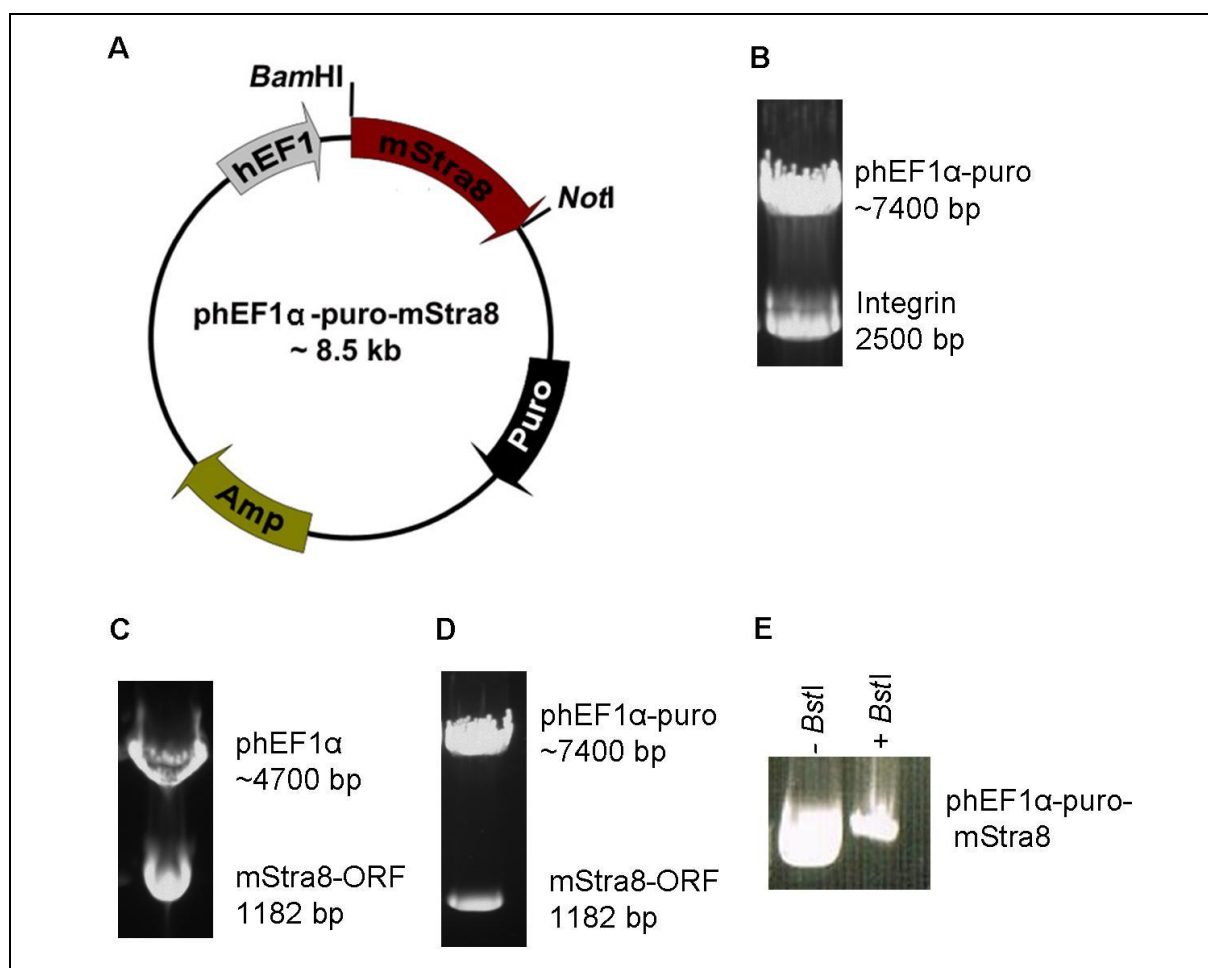 A
BamHI
hEF1
mStra8
NotI
phEF1α-puro-mStra8
~ 8.5 kb
Puro
Amp
B
phEF1α-puro
~7400 bp
Integrin
2500 bp
C
phEF1α
~4700 bp
mStra8-ORF
1182 bp
D
phEF1α-puro
~7400 bp
mStra8-ORF
1182 bp
E
- BstI
+ BstI
phEF1α-puro-
mStra8